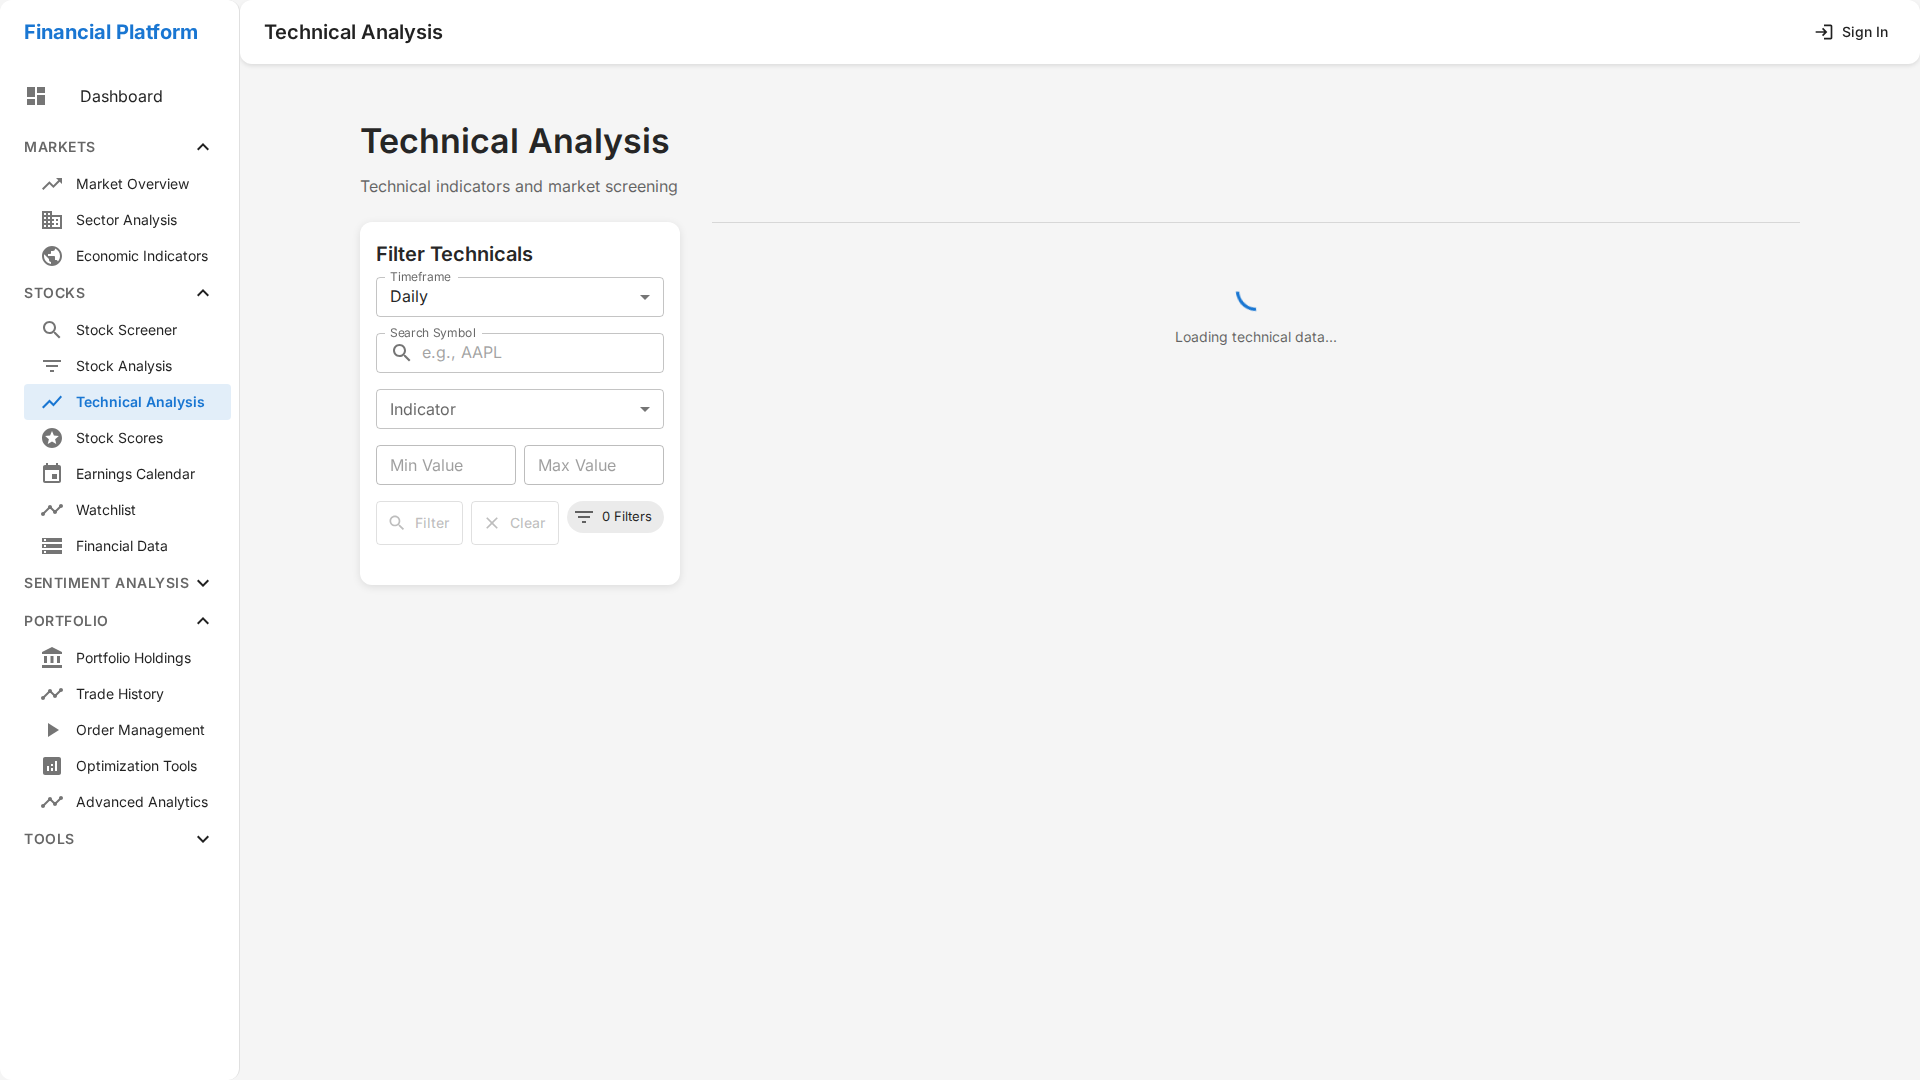 Financial Platform
Technical Analysis
Sign In
Dashboard
MARKETS
Market Overview
Sector Analysis
Economic Indicators
STOCKS
Stock Screener
Stock Analysis
Technical Analysis
Stock Scores
Earnings Calendar
Watchlist
Financial Data
SENTIMENT ANALYSIS
PORTFOLIO
Portfolio Holdings
Trade History
Order Management
Optimization Tools
Advanced Analytics
TOOLS
Technical Analysis
Technical indicators and market screening
Filter Technicals
Timeframe
Daily
Search Symbol
e.g., AAPL
Indicator
Min Value
Max Value
Filter
Clear
0 Filters
Loading technical data...